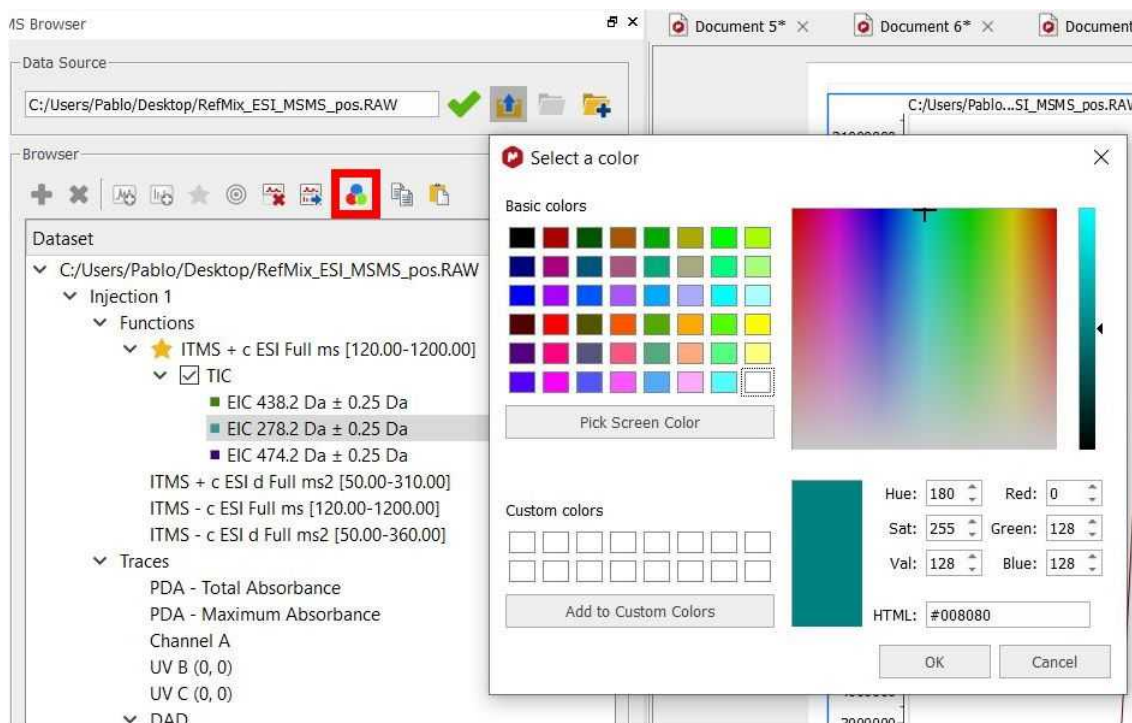 MS Browser
Document 5*
Document 6*
Document
Data Source
C:/Users/Pablo/Desktop/RefMix_ESI_MSMS_pos.RAW
C:/Users/Pablo...SI_MSMS_pos.RAW
Browser
Dataset
C:/Users/Pablo/Desktop/RefMix_ESI_MSMS_pos.RAW
Injection 1
Functions
ITMS + c ESI Full ms [120.00-1200.00]
TIC
EIC 438.2 Da ± 0.25 Da
EIC 278.2 Da ± 0.25 Da
EIC 474.2 Da ± 0.25 Da
ITMS + c ESI d Full ms2 [50.00-310.00]
ITMS - c ESI Full ms [120.00-1200.00]
ITMS - c ESI d Full ms2 [50.00-360.00]
Traces
PDA - Total Absorbance
PDA - Maximum Absorbance
Channel A
UV B (0, 0)
UV C (0, 0)
DAD
Select a color
Basic colors
Pick Screen Color
Custom colors
Add to Custom Colors
Hue: 180 Red: 0
Sat: 255 Green: 128
Val: 128 Blue: 128
HTML: #008080
OK Cancel